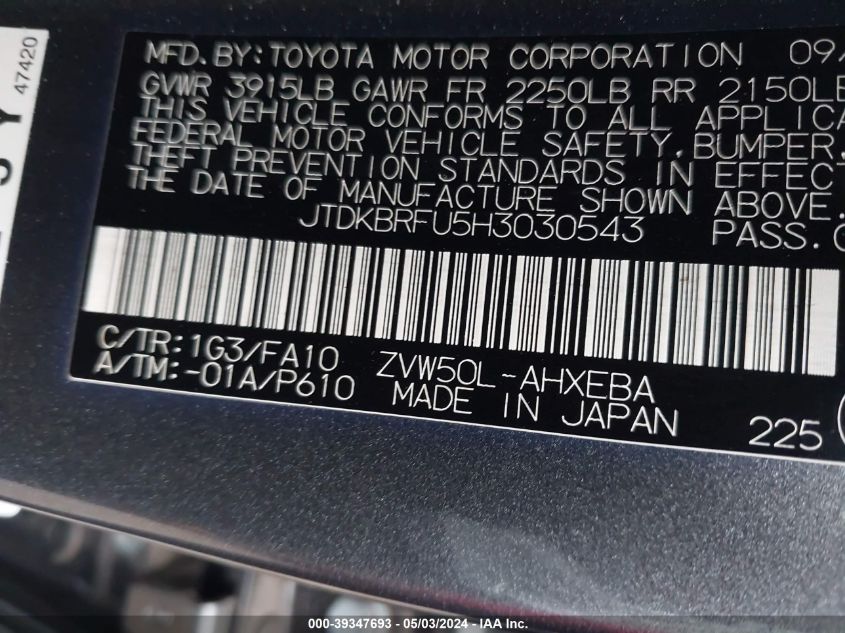 47420
MFD.BY:TOYOTA MOTOR CORPORATION 09/
GVWR 3915LB GAWR FR 2250LB RR 2150LB
THIS VEHICLE CONFORMS TO ALL APPLICA
FEDERAL MOTOR VEHICLE SAFETY,BUMPER,
THEFT PREVENTION STANDARDS IN EFFEC
THE DATE OF MANUFACTURE SHOWN ABOVE.
JTDKBRFU5H3030543 PASS.C
C/TR:1G3/FA10 ZVW50L-AHXEBA
A/TM:-01A/P610 MADE IN JAPAN 225
000-39347693 - 05/03/2024 - IAA Inc.